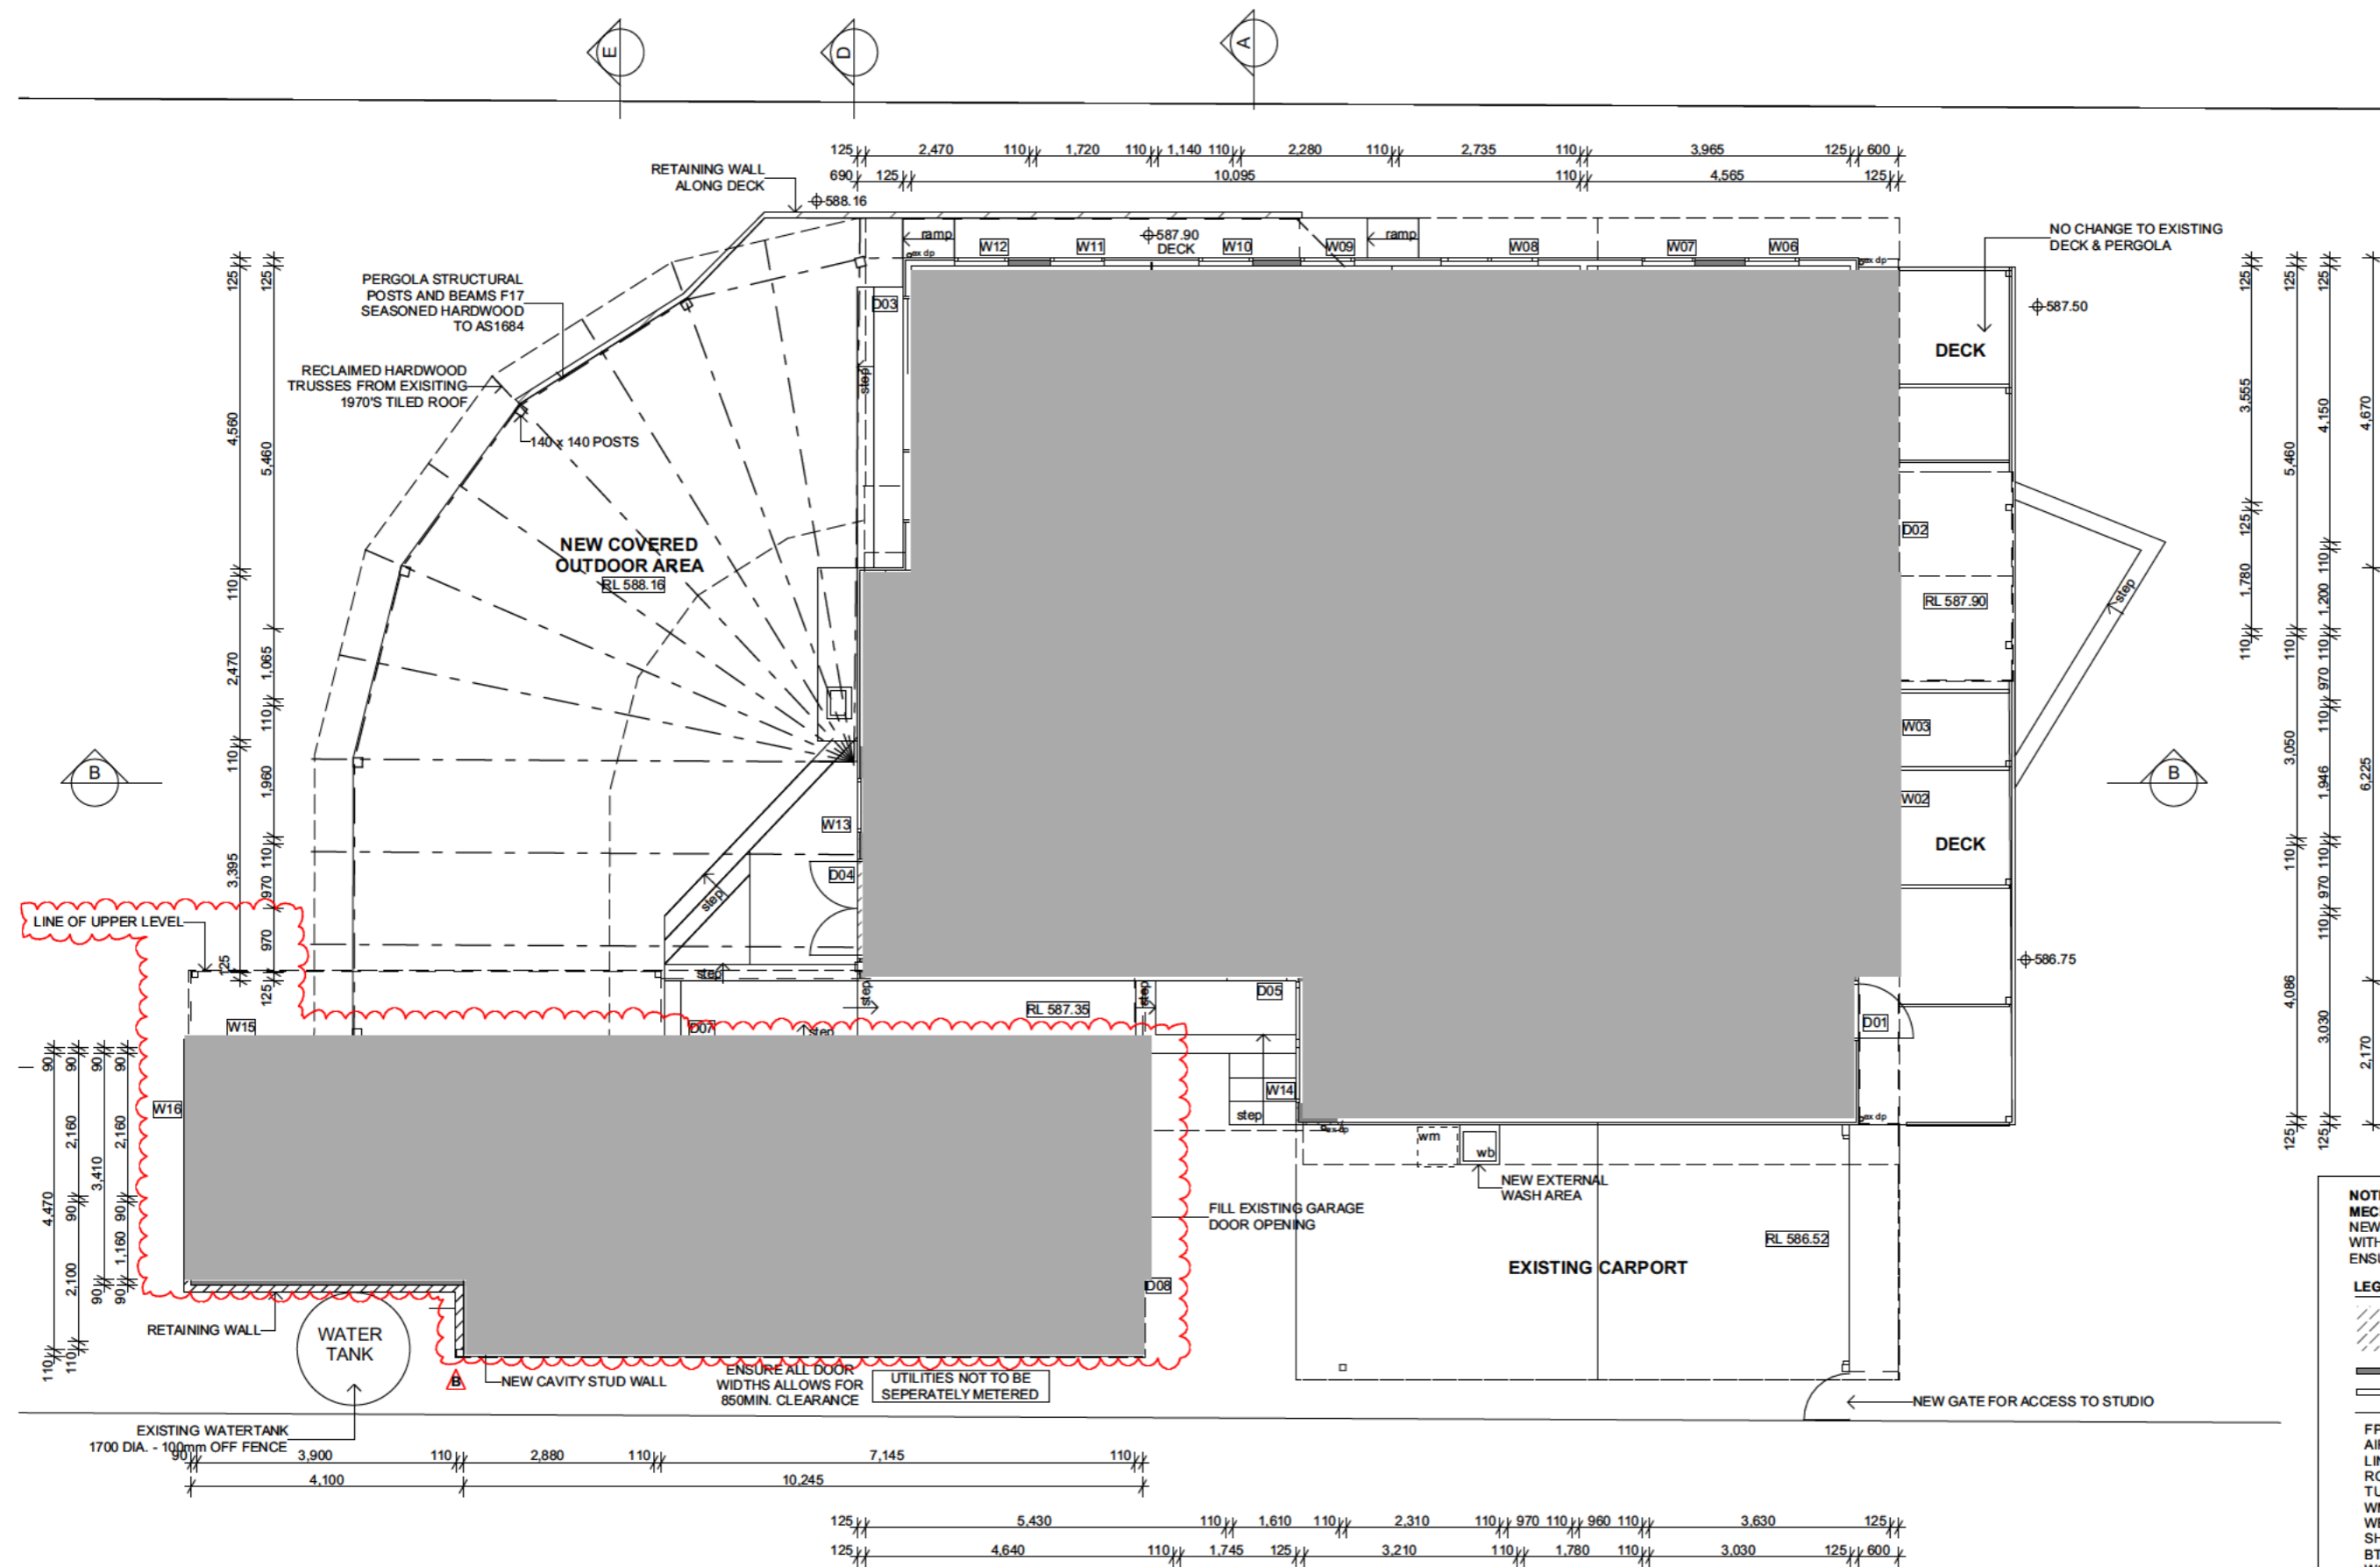 E
D
A
125 2,470 110 1,720 110 1,140 110 2,280 110 2,735 110 3,965 125 600
690 125 10,095 110 4,565 125
RETAINING WALL
ALONG DECK
588.16
ramp
W12
W11
587.90
DECK
W10
W09
ramp
W08
W07
W06
ex dp
ex dp
NO CHANGE TO EXISTING
DECK & PERGOLA
587.50
PERGOLA STRUCTURAL
POSTS AND BEAMS F17
SEASONED HARDWOOD
TO AS1684
D03
step
DECK
RECLAIMED HARDWOOD
TRUSSES FROM EXISITING
1970'S TILED ROOF
140 x 140 POSTS
NEW COVERED
OUTDOOR AREA
RL 588.16
D02
RL 587.90
step
W03
W02
DECK
B
B
W13
D04
step
step
586.75
125 4,560 110 2,470 110 3,395 125
125 5,460 1,065 110 1,960 110 970 970 125
125 3,555 125 1,780 110
125 5,460 110 3,050 110 4,086 125
125 4,150 110 1,200 110 970 110 1,946 110 970 110 3,030 125
4,670 6,225 2,170
LINE OF UPPER LEVEL
step
step
D05
RL 587.35
W15
D07
step
D01
W16
W14
step
ex dp
ex dp
wm
wb
NEW EXTERNAL
WASH AREA
90 4,470 110
90 2,160 90 2,100 110
90 3,410 90
90 2,160 90 1,160 90
FILL EXISTING GARAGE
DOOR OPENING
RL 586.52
EXISTING CARPORT
D08
RETAINING WALL
WATER
TANK
B
NEW CAVITY STUD WALL
ENSURE ALL DOOR
WIDTHS ALLOWS FOR
850MIN. CLEARANCE
UTILITIES NOT TO BE
SEPERATELY METERED
NEW GATE FOR ACCESS TO STUDIO
EXISTING WATERTANK
1700 DIA. - 100mm OFF FENCE
90 3,900 110 2,880 110 7,145 110
4,100 10,245
125 5,430 110 1,610 110 2,310 110 970 110 960 110 3,630 125
125 4,640 110 1,745 125 3,210 110 1,780 110 3,030 125 600
NEW